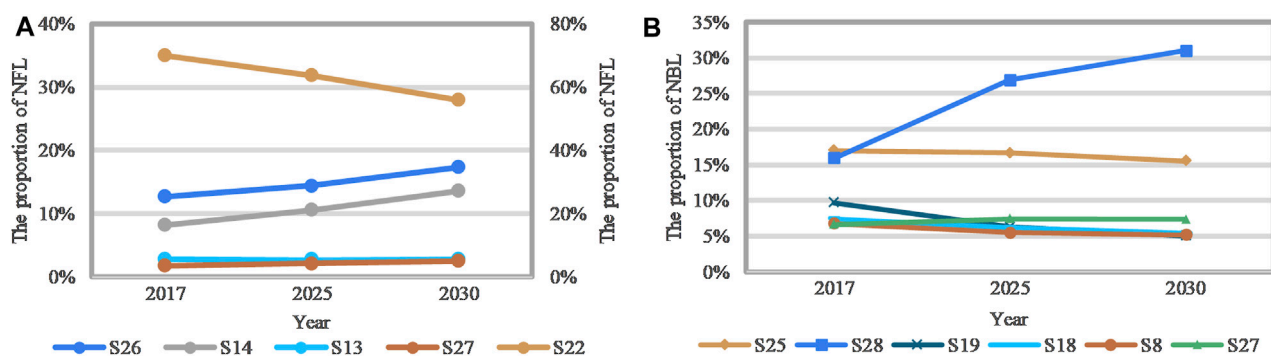 A
The proportion of NFL
40%
30%
20%
10%
0%
80%
60%
40%
20%
0%
The proportion of NFL
2017 2025 2030
Year
S26 S14 S13 S27 S22
B
The proportion of NBL
35%
30%
25%
20%
15%
10%
5%
0%
2017 2025 2030
Year
S25 S28 S19 S18 S8 S27